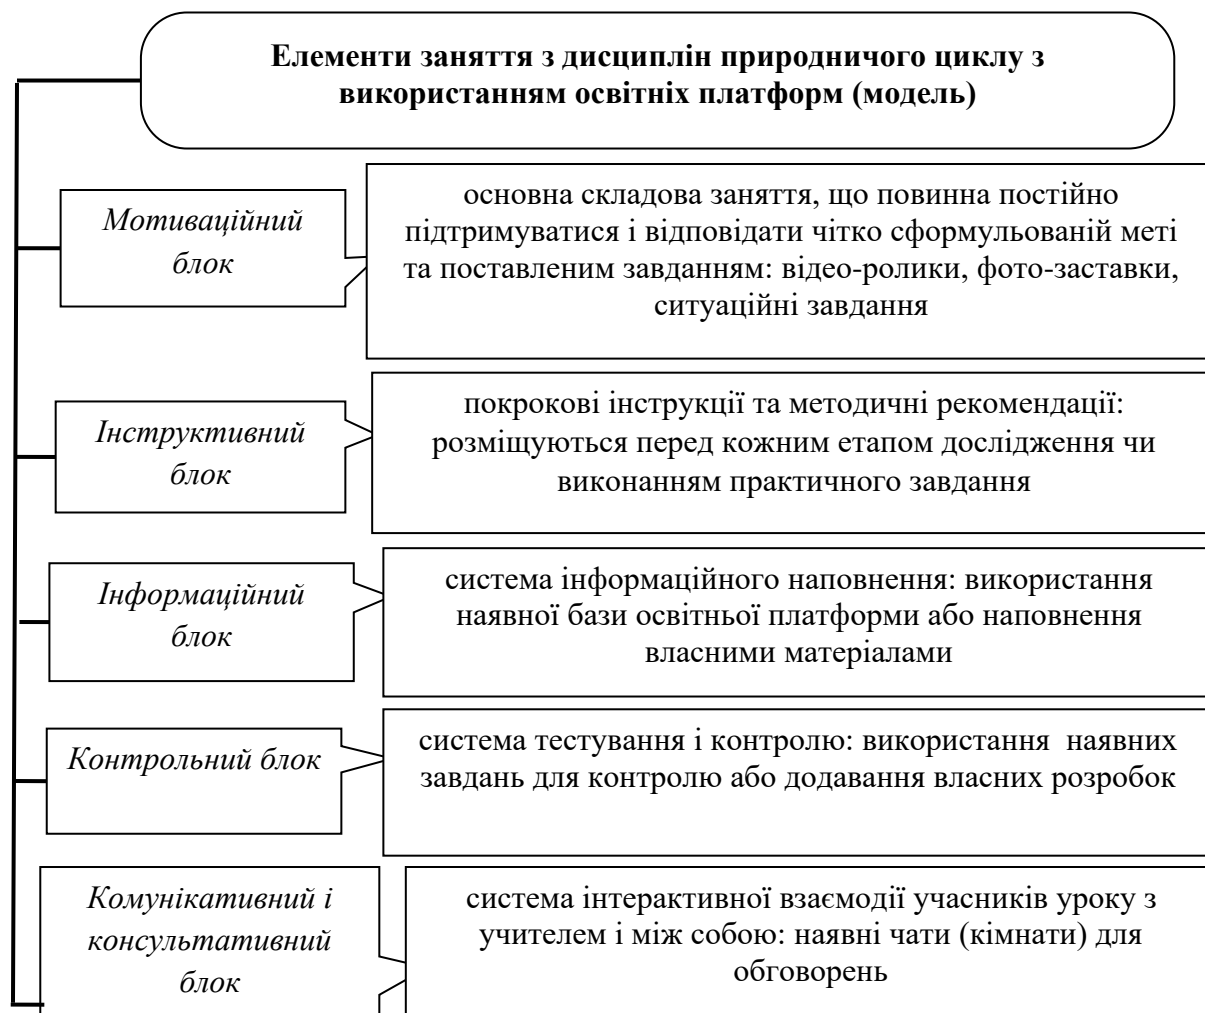 Елементи заняття з дисциплін природничого циклу з
використанням освітніх платформ (модель)
Мотиваційний
блок
основна складова заняття, що повинна постійно
підтримуватися і відповідати чітко сформульованій меті
та поставленим завданням: відео-ролики, фото-заставки,
ситуаційні завдання
Інструктивний
блок
покрокові інструкції та методичні рекомендації:
розміщуються перед кожним етапом дослідження чи
виконанням практичного завдання
Інформаційний
блок
система інформаційного наповнення: використання
наявної бази освітньої платформи або наповнення
власними матеріалами
Контрольний блок
система тестування і контролю: використання  наявних
завдань для контролю або додавання власних розробок
Комунікативний і
консультативний
блок
система інтерактивної взаємодії учасників уроку з
учителем і між собою: наявні чати (кімнати) для
обговорень